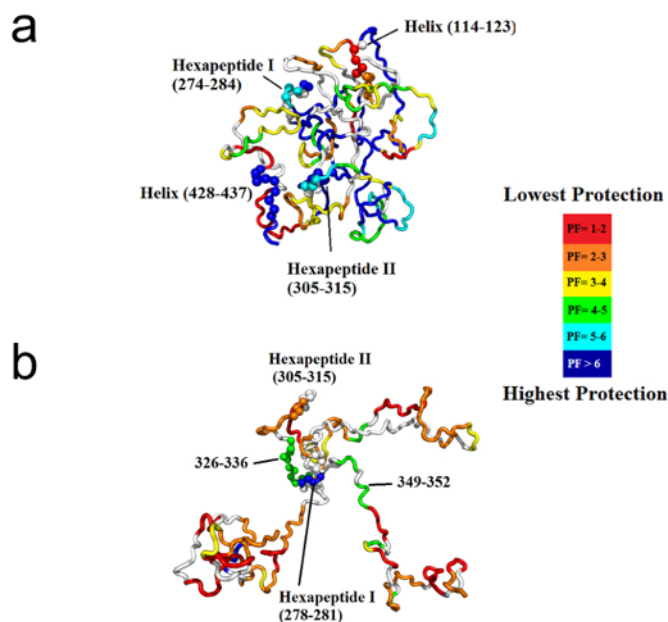 a
Helix (114-123)
Hexapeptide I
(274-284)
Helix (428-437)
Hexapeptide II
(305-315)
Lowest Protection
PF= 1-2
PF= 2-3
PF= 3-4
PF= 4-5
PF= 5-6
PF > 6
Highest Protection
b
Hexapeptide II
(305-315)
326-336
349-352
Hexapeptide I
(278-281)